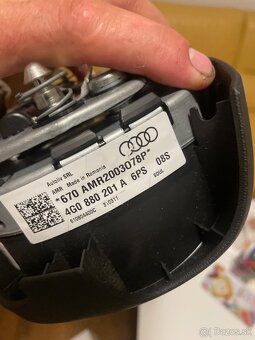 Autoliv SRL
AMR Made in Romania
*670 AMR2003078P*
4G0 880 201 A 6PS 08S